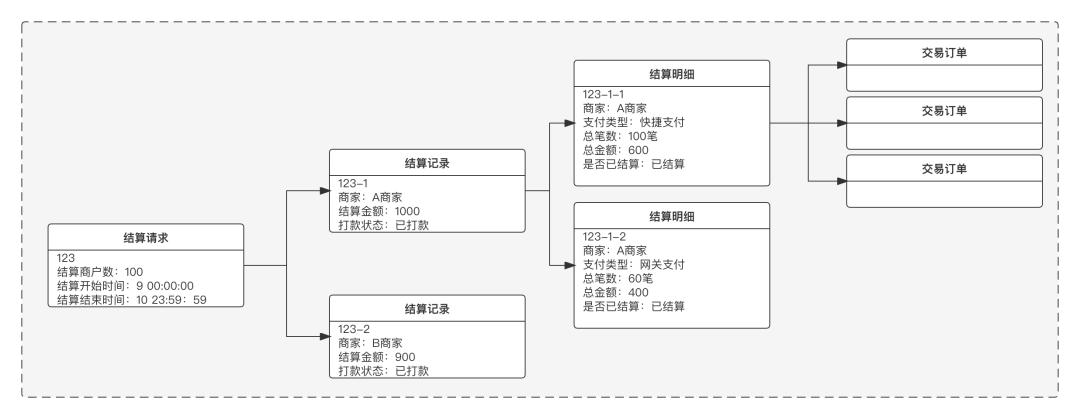 结算请求
123
结算商户数：100
结算开始时间：9 00:00:00
结算结束时间：10 23:59：59
结算记录
123-1
商家：A商家
结算金额：1000
打款状态：已打款
结算记录
123-2
商家：B商家
结算金额：900
打款状态：已打款
结算明细
123-1-1
商家：A商家
支付类型：快捷支付
总笔数：100笔
总金额：600
是否已结算：已结算
结算明细
123-1-2
商家：A商家
支付类型：网关支付
总笔数：60笔
总金额：400
是否已结算：已结算
交易订单
交易订单
交易订单